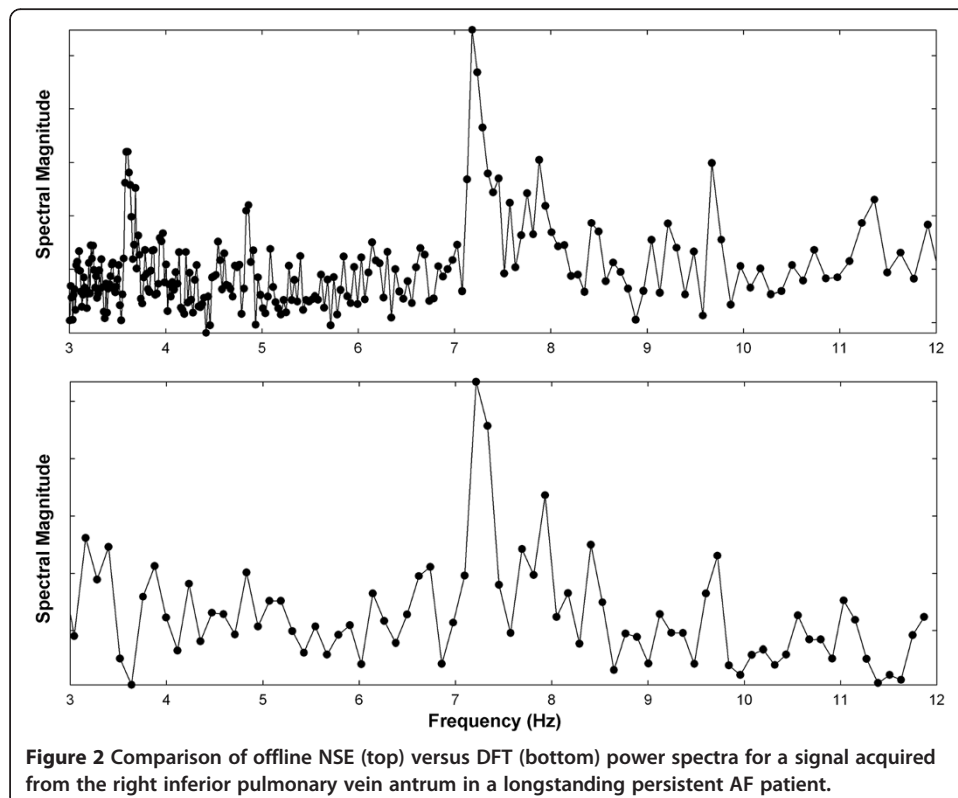 Spectral Magnitude
3 4 5 6 7 8 9 10 11 12
Spectral Magnitude
3 4 5 6 7 8 9 10 11 12
Frequency (Hz)
Figure 2 Comparison of offline NSE (top) versus DFT (bottom) power spectra for a signal acquired
from the right inferior pulmonary vein antrum in a longstanding persistent AF patient.